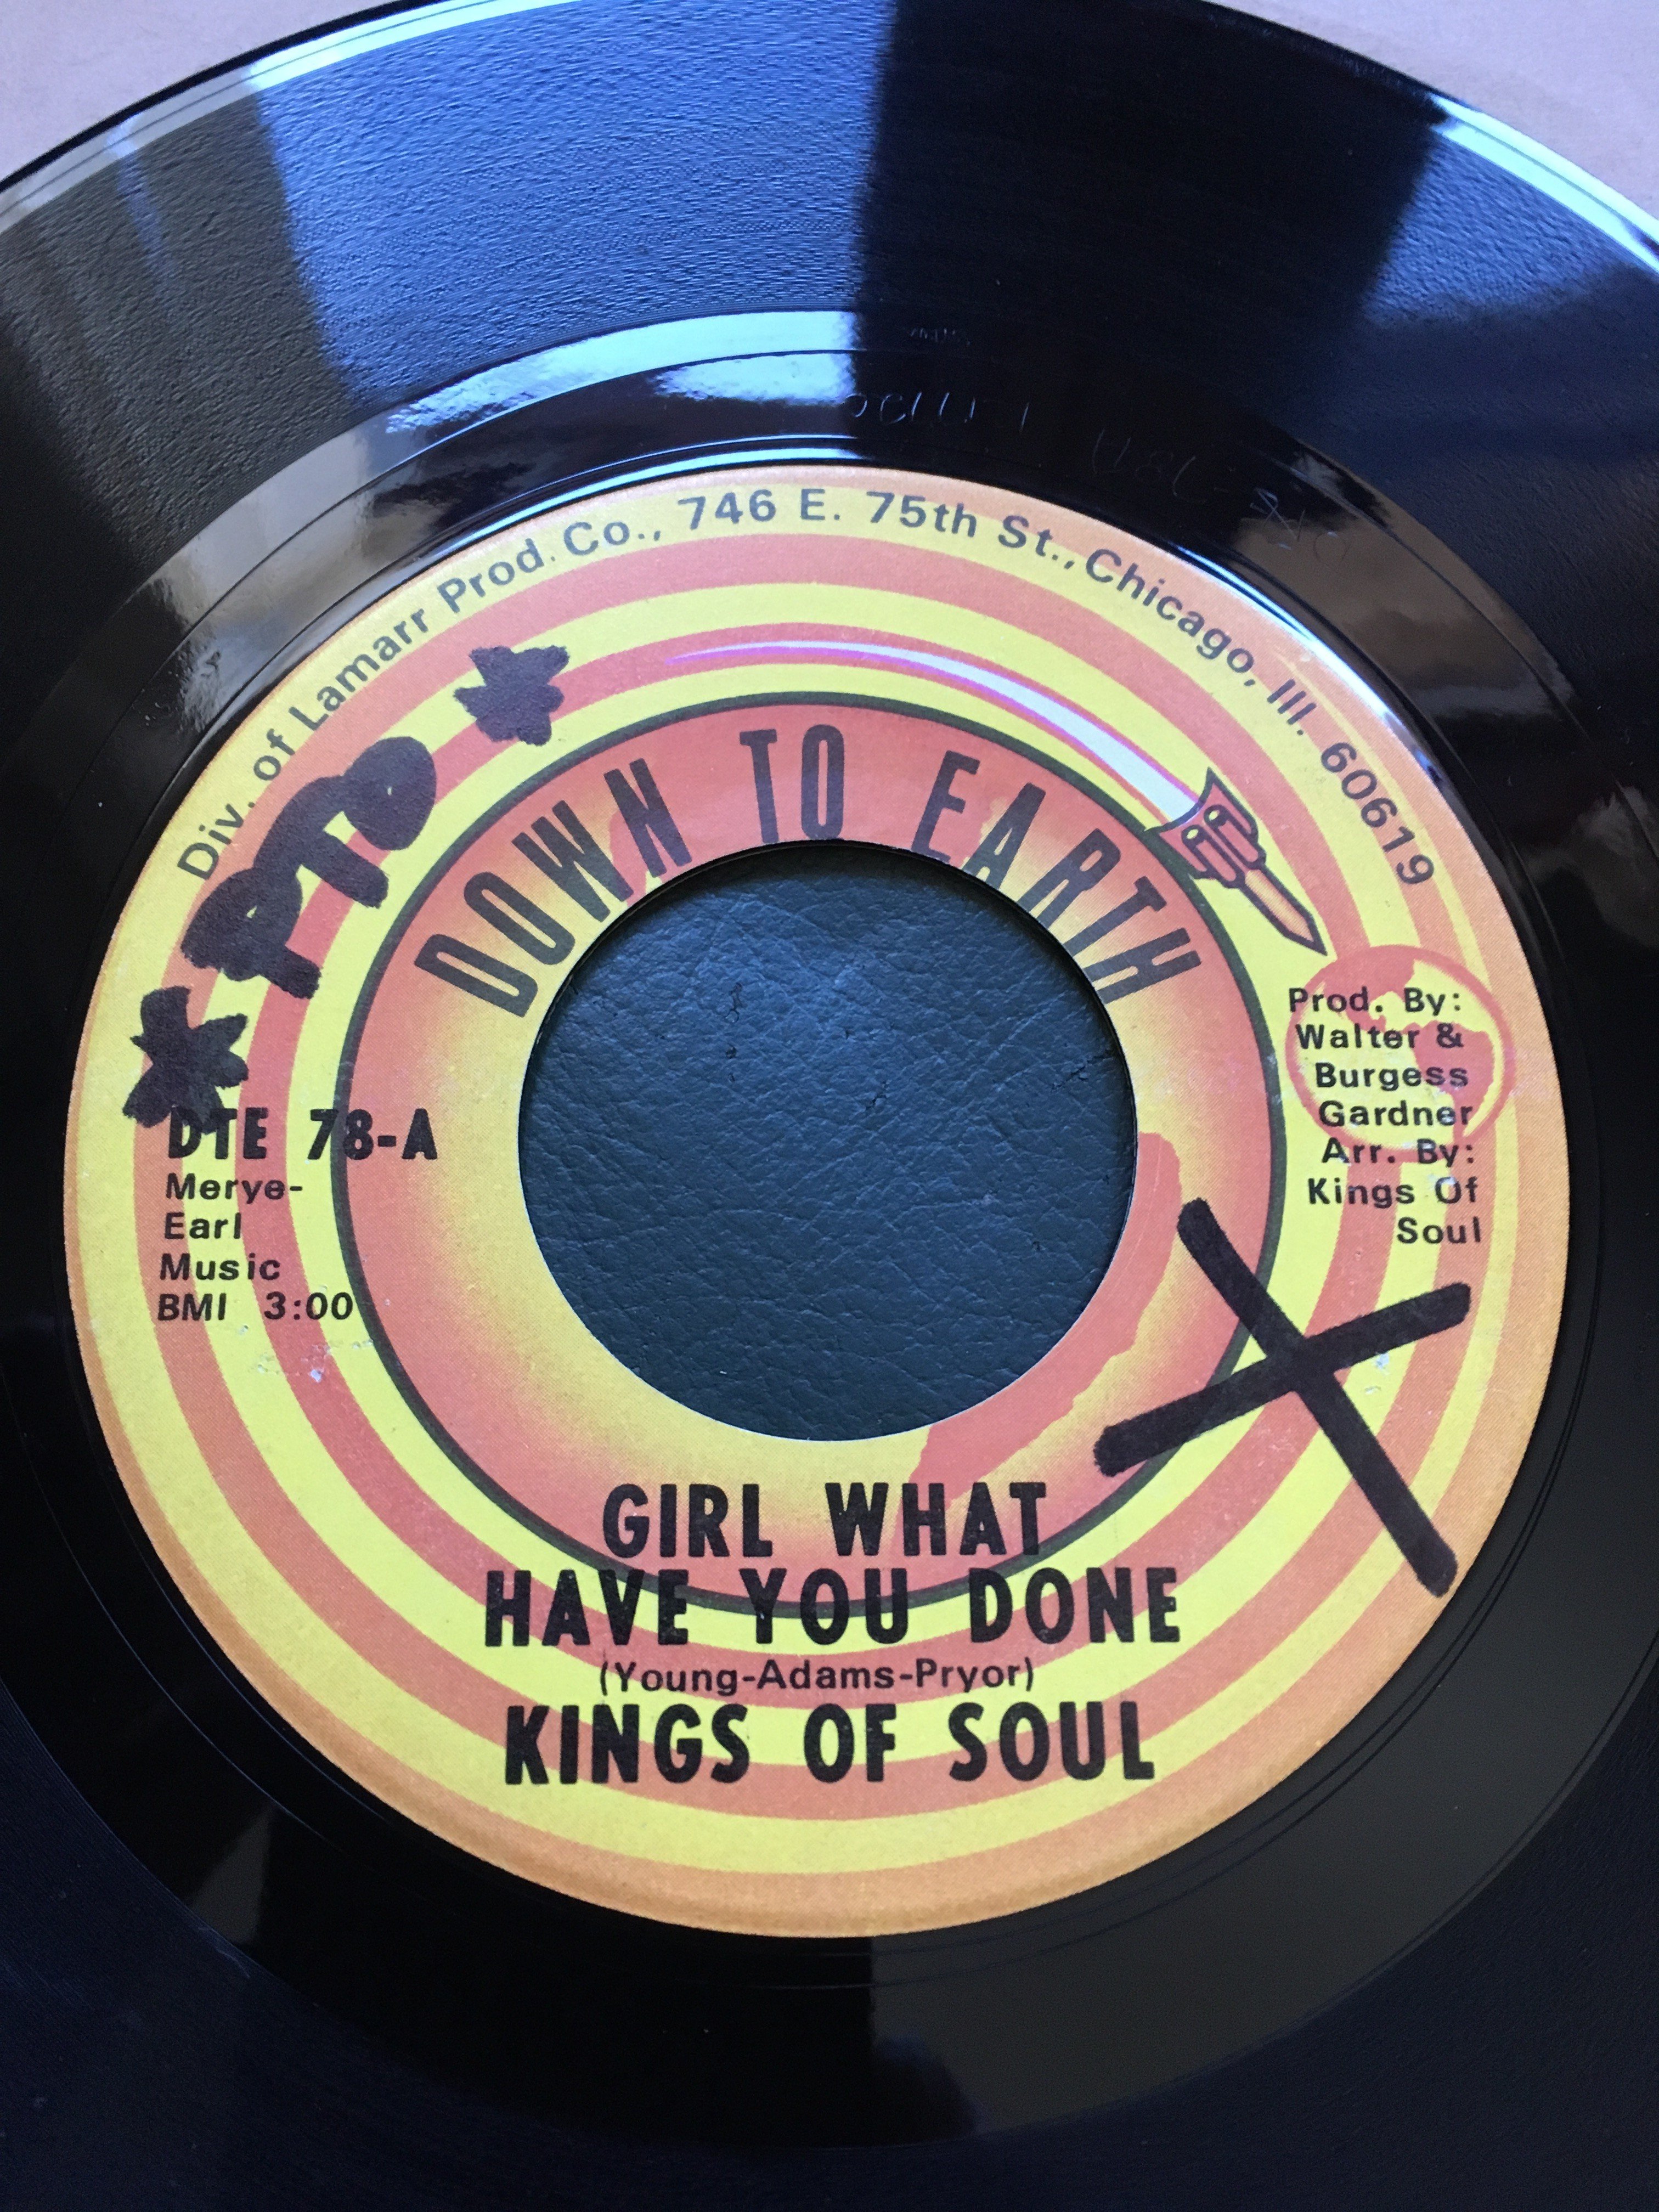 Div. of Lamarr Prod. Co., 746 E. 75th St., Chicago, Ill. 60619
PTO
DOWN TO EARTH
Prod. By:
Walter &
Burgess
Gardner
Arr. By:
Kings Of
Soul
DTE 78-A
Merye-
Earl
Music
BMI 3:00
GIRL WHAT
HAVE YOU DONE
(Young-Adams-Pryor)
KINGS OF SOUL